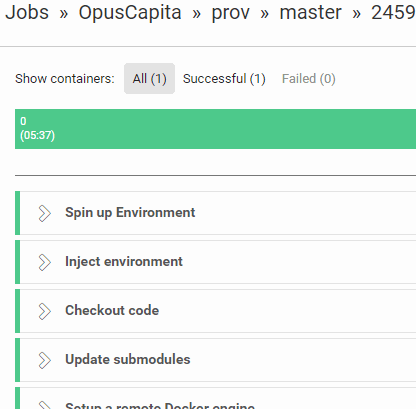 Jobs » OpusCapita » prov » master » 2459
Show containers: All (1) Successful (1) Failed (0)
0
(05:37)
Spin up Environment
Inject environment
Checkout code
Update submodules
Setup a remote Docker engine